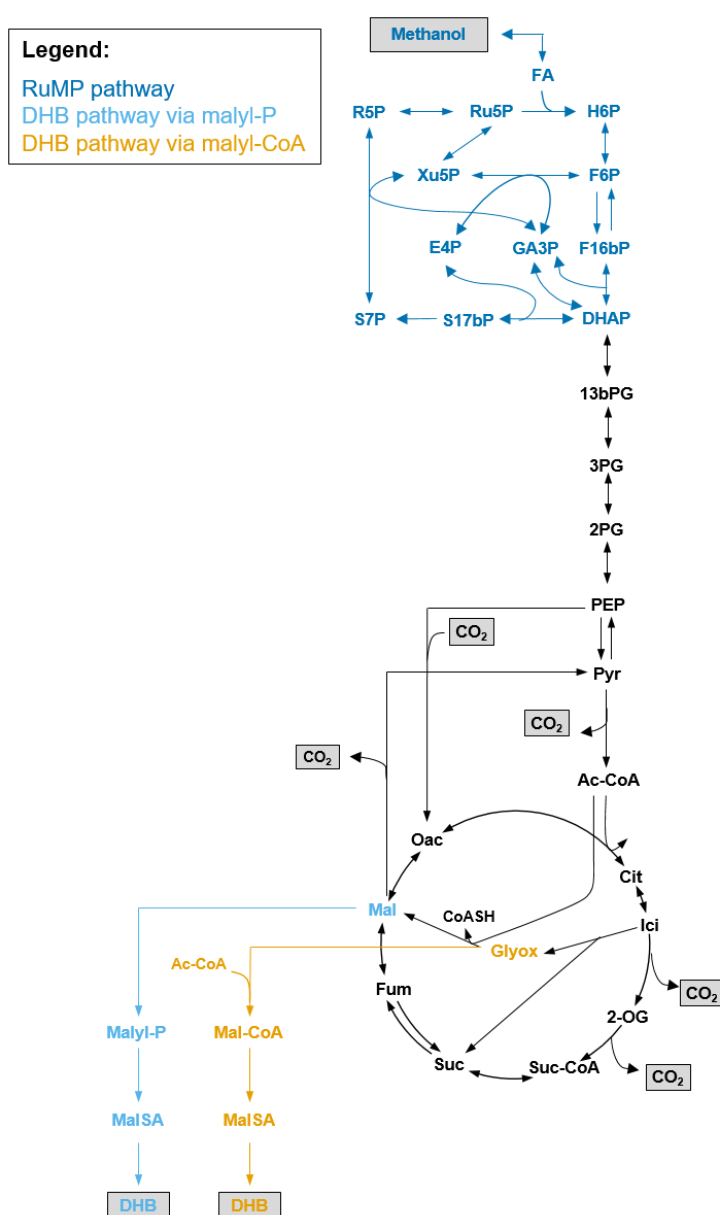 Legend:
RuMP pathway
DHB pathway via malyl-P
DHB pathway via malyl-CoA
Methanol
FA
R5P Ru5P H6P
Xu5P F6P
E4P GA3P F16bP
S7P S17bP DHAP
13bPG
3PG
2PG
PEP
CO₂
Pyr
CO₂
CO₂
Ac-CoA
Oac
Cit
Mal CoASH Ici
Glyox
Ac-CoA
Fum CO₂
Malyl-P Mal-CoA 2-OG
Suc Suc-CoA CO₂
MalSA MalSA
DHB DHB